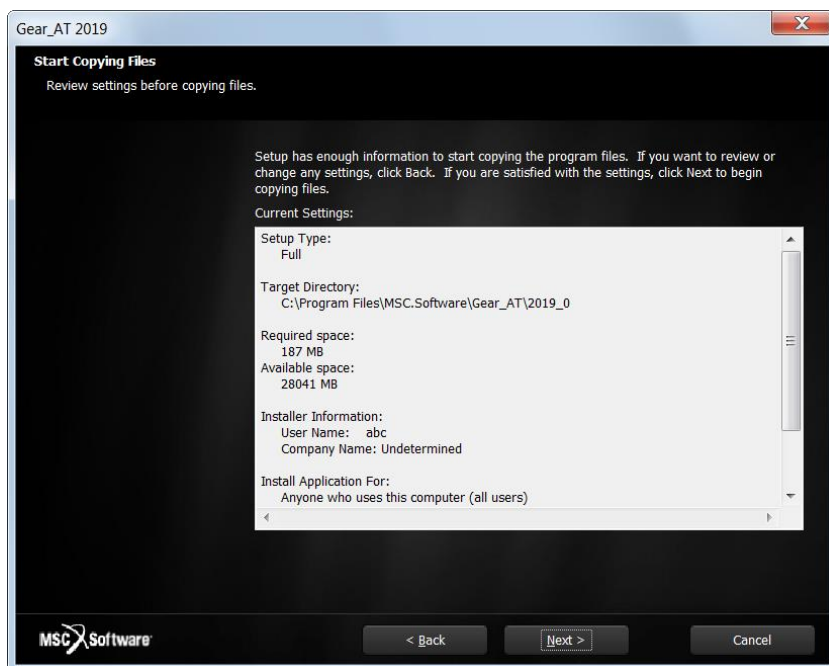 Gear_AT 2019
Start Copying Files
Review settings before copying files.
Setup has enough information to start copying the program files. If you want to review or
change any settings, click Back. If you are satisfied with the settings, click Next to begin
copying files.
Current Settings:
Setup Type:
Full
Target Directory:
C:\Program Files\MSC.Software\Gear_AT\2019_0
Required space:
187 MB
Available space:
28041 MB
Installer Information:
User Name: abc
Company Name: Undetermined
Install Application For:
Anyone who uses this computer (all users)
MSC Software
< Back
Next >
Cancel